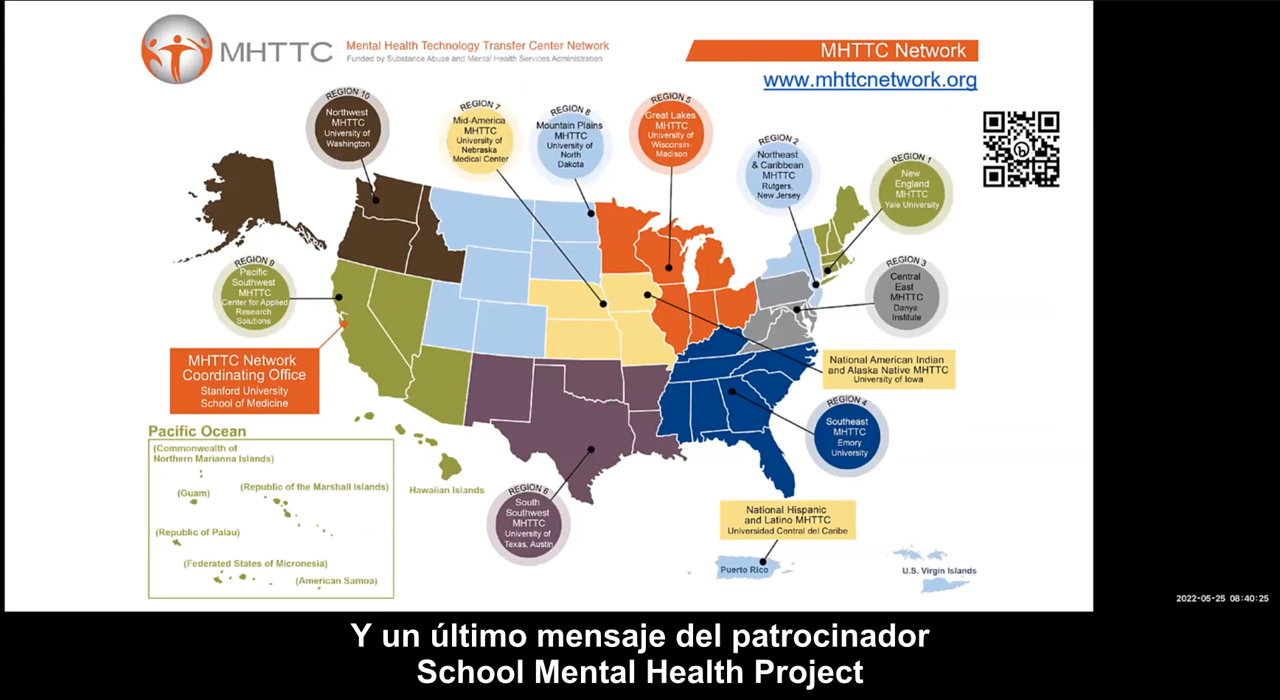 MHTTC
Mental Health Technology Transfer Center Network
Funded by Substance Abuse and Mental Health Services Administration
MHTTC Network
www.mhttcnetwork.org
REGION 10
Northwest
MHTTC
University of
Washington
REGION 7
Mid-America
MHTTC
University of
Nebraska
Medical Center
REGION 8
Mountain Plains
MHTTC
University of
North
Dakota
REGION 5
Great Lakes
MHTTC
University of
Wisconsin-
Madison
REGION 2
Northeast
& Caribbean
MHTTC
Rutgers,
New Jersey
REGION 1
New
England
MHTTC
Yale University
REGION 9
Pacific
Southwest
MHTTC
Center for Applied
Research
Solutions
REGION 3
Central
East
MHTTC
Danya
Institute
MHTTC Network
Coordinating Office
Stanford University
School of Medicine
National American Indian
and Alaska Native MHTTC
University of Iowa
REGION 4
Southeast
MHTTC
Emory
University
Pacific Ocean
(Commonwealth of
Northern Marianna Islands)
(Guam)
(Republic of the Marshall Islands)
(Republic of Palau)
(Federated States of Micronesia)
(American Samoa)
Hawaiian Islands
REGION 6
South
Southwest
MHTTC
University of
Texas, Austin
National Hispanic
and Latino MHTTC
Universidad Central del Caribe
Puerto Rico
U.S. Virgin Islands
2022-05-25 08:40:25
Y un último mensaje del patrocinador
School Mental Health Project